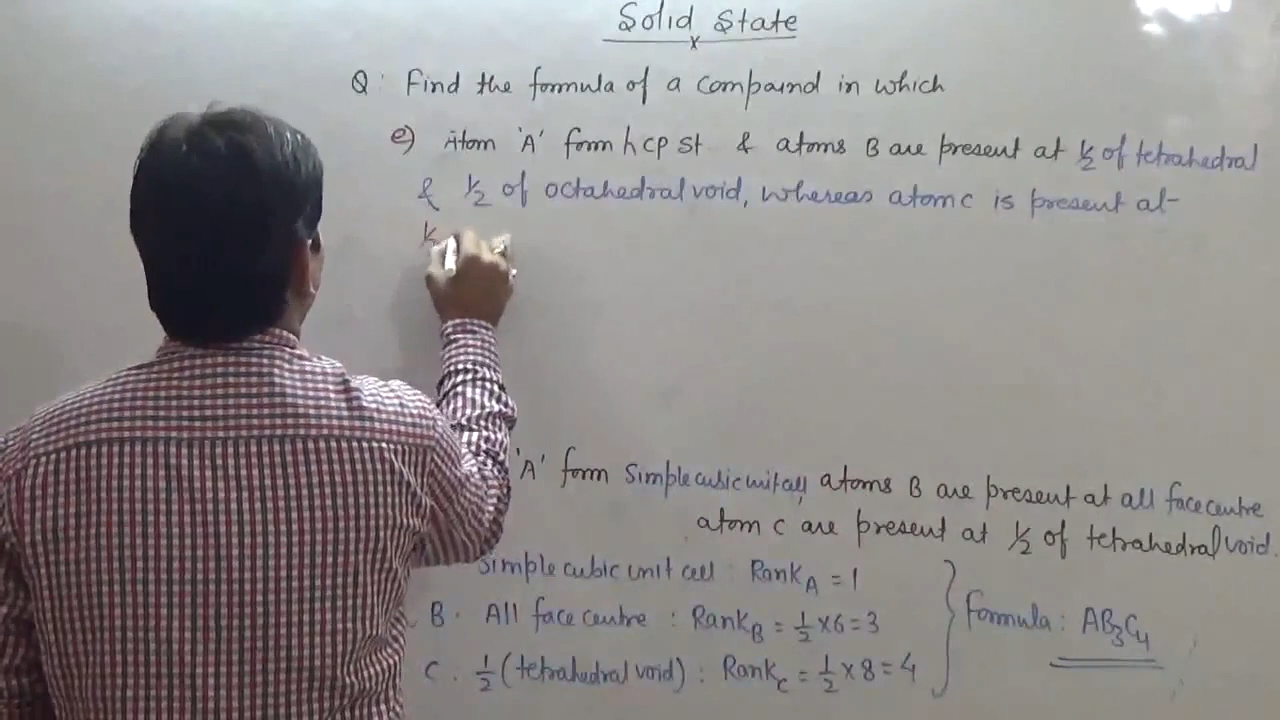 Solid State
x
Q: Find the formula of a compound in which
e) Atom 'A' form hcp st & atoms B are present at 1/2 of tetrahedral
& 1/2 of octahedral void, whereas atom c is present at
'A' form Simple cubic unit cell, atoms B are present at all face centre
atom c are present at 1/2 of tetrahedral void.
Simple cubic unit cell : Rank_A = 1
B. All face centre : Rank_B = 1/2 × 6 = 3
C. 1/2 (tetrahedral void) : Rank_C = 1/2 × 8 = 4
Formula : AB₃C₄